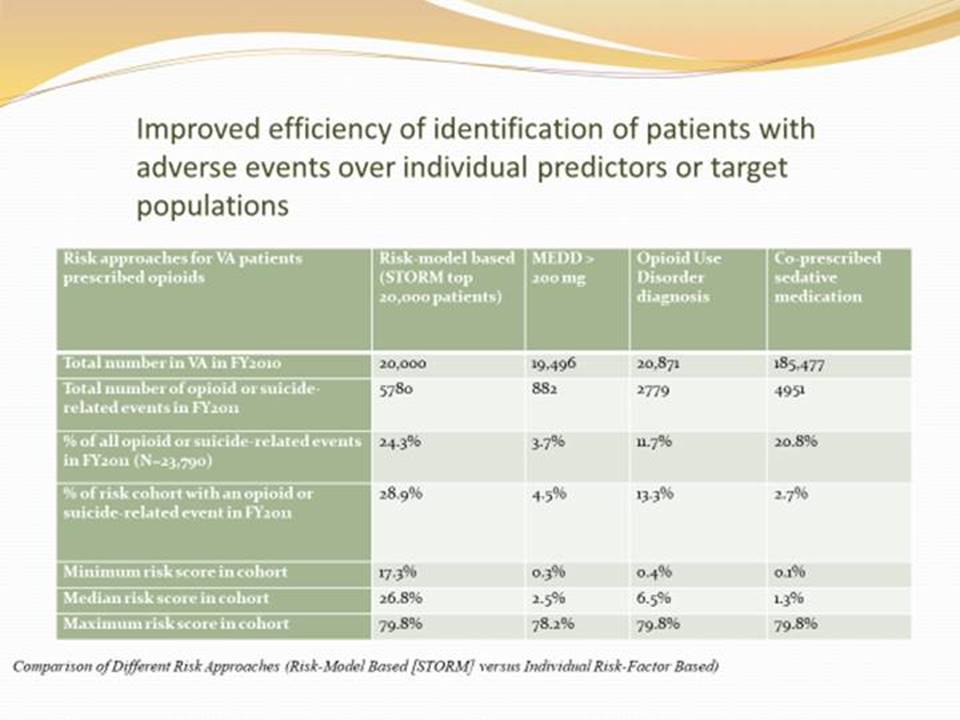 Improved efficiency of identification of patients with
adverse events over individual predictors or target
populations
Risk approaches for VA patients
prescribed opioids
Risk-model based
(STORM top
20,000 patients)
MEDD >
200 mg
Opioid Use
Disorder
diagnosis
Co-prescribed
sedative
medication
Total number in VA in FY2010
20,000
19,496
20,871
185,477
Total number of opioid or suicide-
related events in FY2011
5780
882
2779
4951
% of all opioid or suicide-related events
in FY2011 (N=23,790)
24.3%
3.7%
11.7%
20.8%
% of risk cohort with an opioid or
suicide-related event in FY2011
28.9%
4.5%
13.3%
2.7%
Minimum risk score in cohort
17.3%
0.3%
0.4%
0.1%
Median risk score in cohort
26.8%
2.5%
6.5%
1.3%
Maximum risk score in cohort
79.8%
78.2%
79.8%
79.8%
Comparison of Different Risk Approaches (Risk-Model Based [STORM] versus Individual Risk-Factor Based)